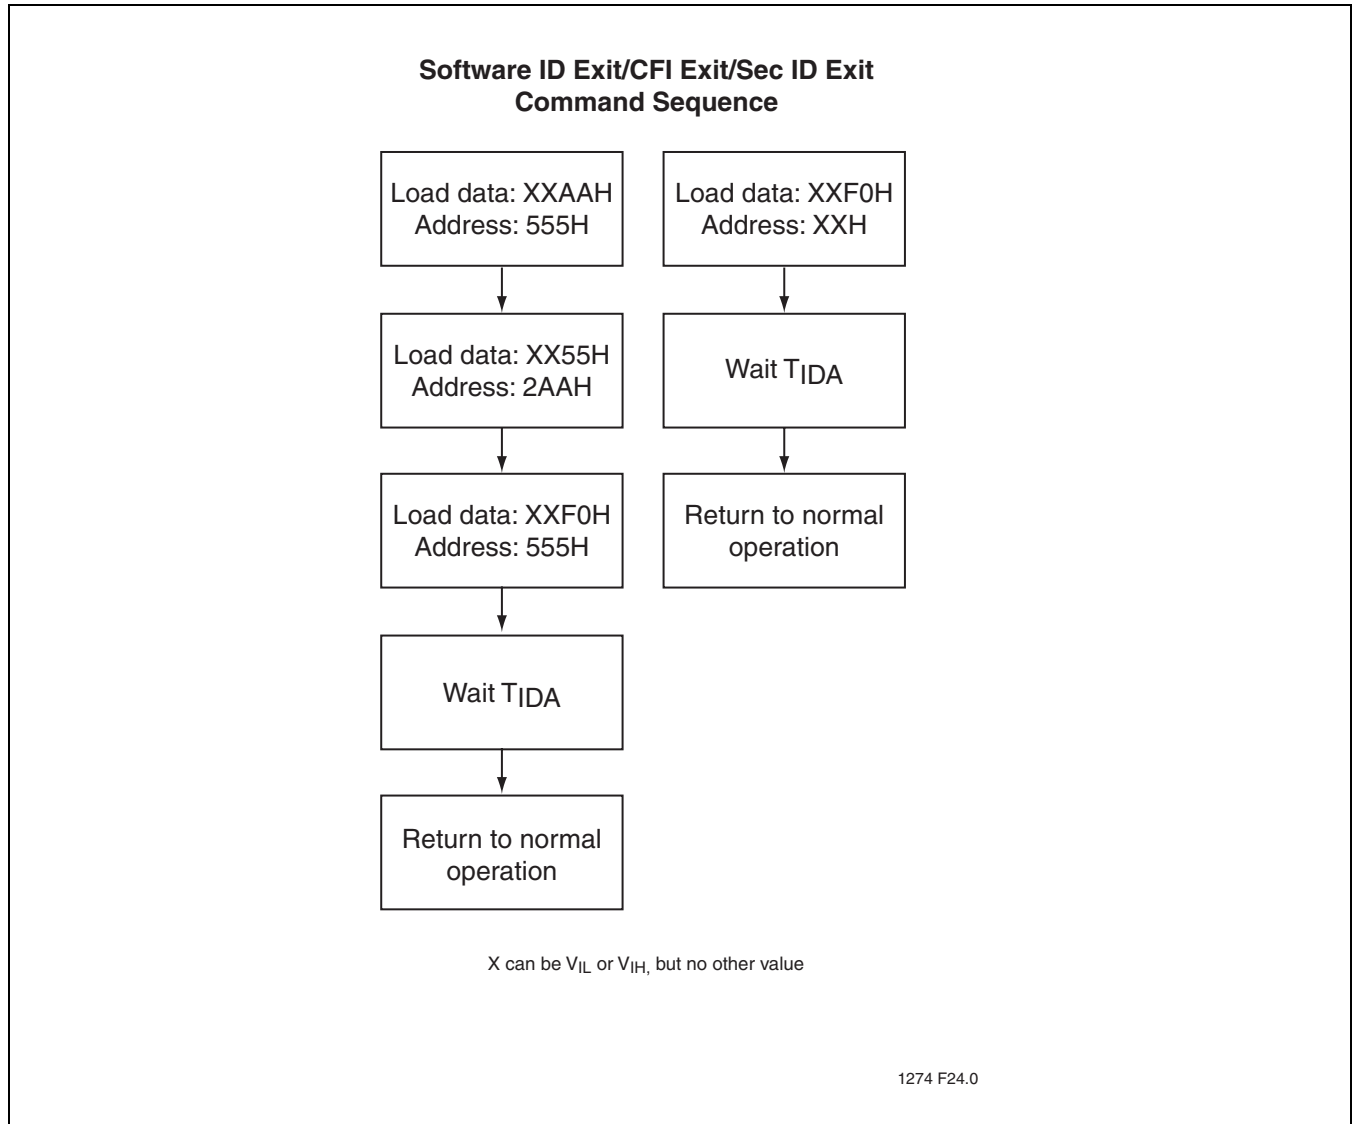 Software ID Exit/CFI Exit/Sec ID Exit
Command Sequence
Load data: XXAAH
Address: 555H
Load data: XX55H
Address: 2AAH
Load data: XXF0H
Address: 555H
Wait TIDA
Return to normal
operation
Load data: XXF0H
Address: XXH
Wait TIDA
Return to normal
operation
X can be VIL or VIH, but no other value
1274 F24.0